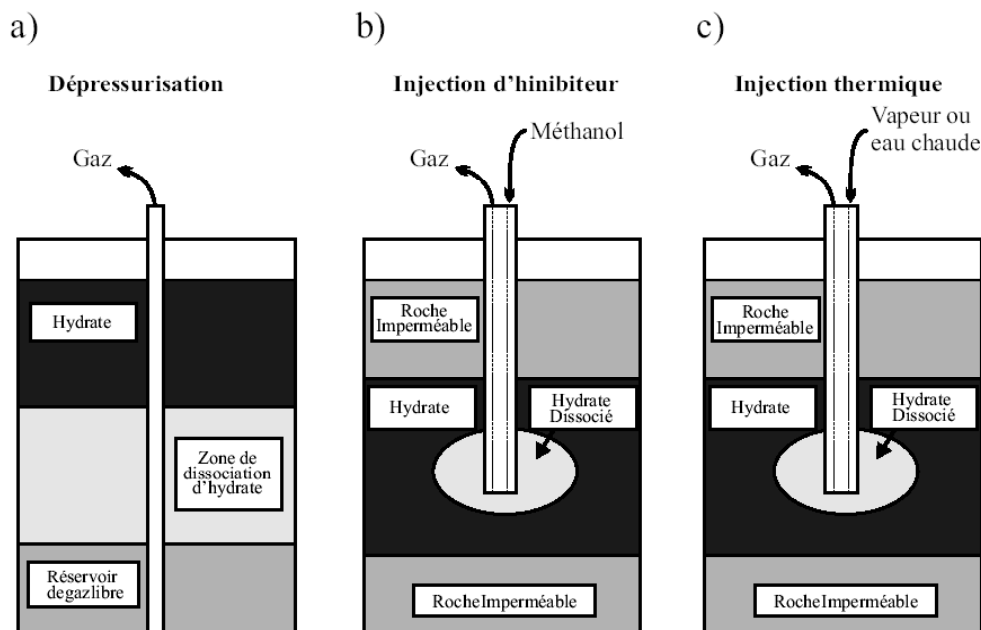 a)
Dépressurisation
Gaz
Hydrate
Zone de
dissociation
d'hydrate
Réservoir
degazlibre
b)
Injection d'hinibiteur
Méthanol
Gaz
Roche
Imperméable
Hydrate
Hydrate
Dissocié
RocheImperméable
c)
Injection thermique
Vapeur ou
eau chaude
Gaz
Roche
Imperméable
Hydrate
Hydrate
Dissocié
RocheImperméable